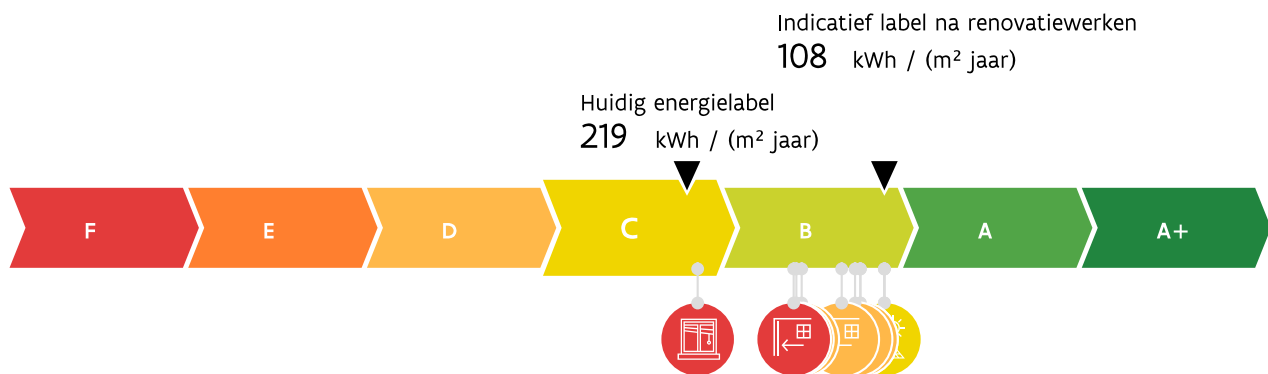 Indicatief label na renovatiewerken
108 kWh / (m² jaar)
Huidig energielabel
219 kWh / (m² jaar)
F E D C B A A+